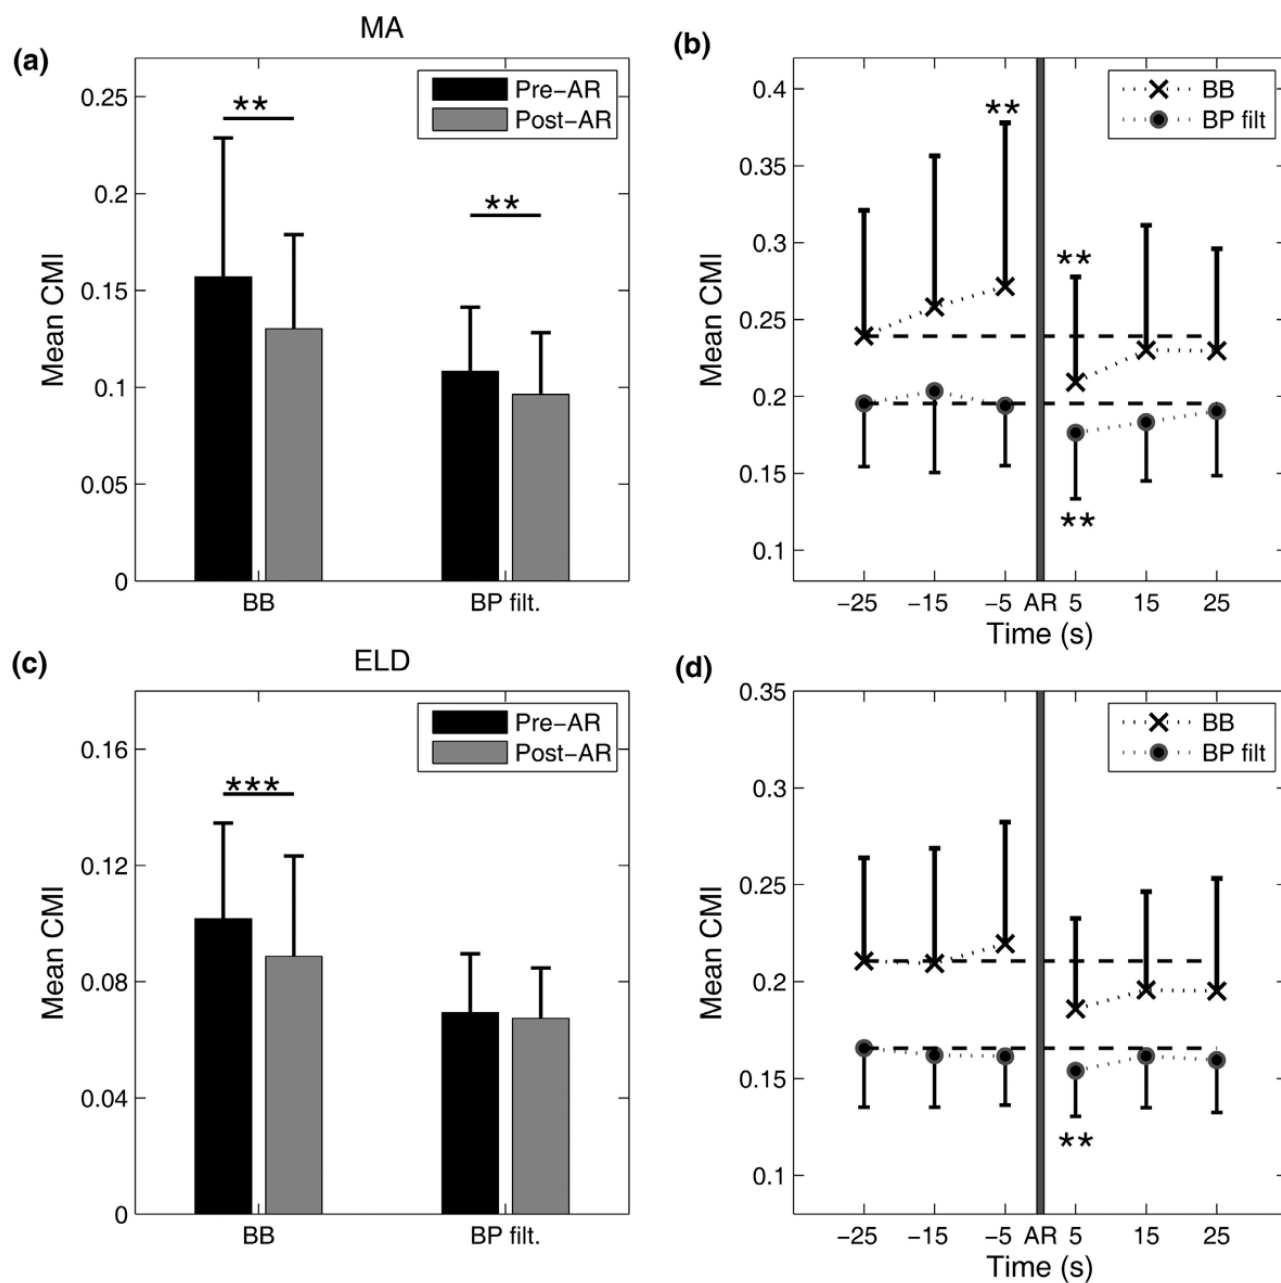 MA
(a)
Mean CMI
0.25
0.2
0.15
0.1
0.05
0
**
**
Pre−AR
Post−AR
BB
BP filt.
(b)
Mean CMI
0.4
0.35
0.3
0.25
0.2
0.15
0.1
**
**
**
BB
BP filt
−25 −15 −5 AR 5 15 25
Time (s)
ELD
(c)
Mean CMI
0.16
0.12
0.08
0.04
0
***
Pre−AR
Post−AR
BB
BP filt.
(d)
Mean CMI
0.35
0.3
0.25
0.2
0.15
0.1
**
BB
BP filt
−25 −15 −5 AR 5 15 25
Time (s)